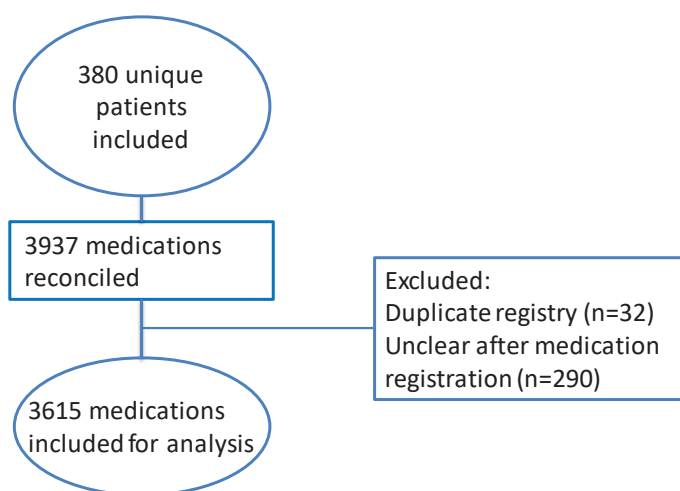 380 unique
patients
included
3937 medications
reconciled
Excluded:
Duplicate registry (n=32)
Unclear after medication
registration (n=290)
3615 medications
included for analysis